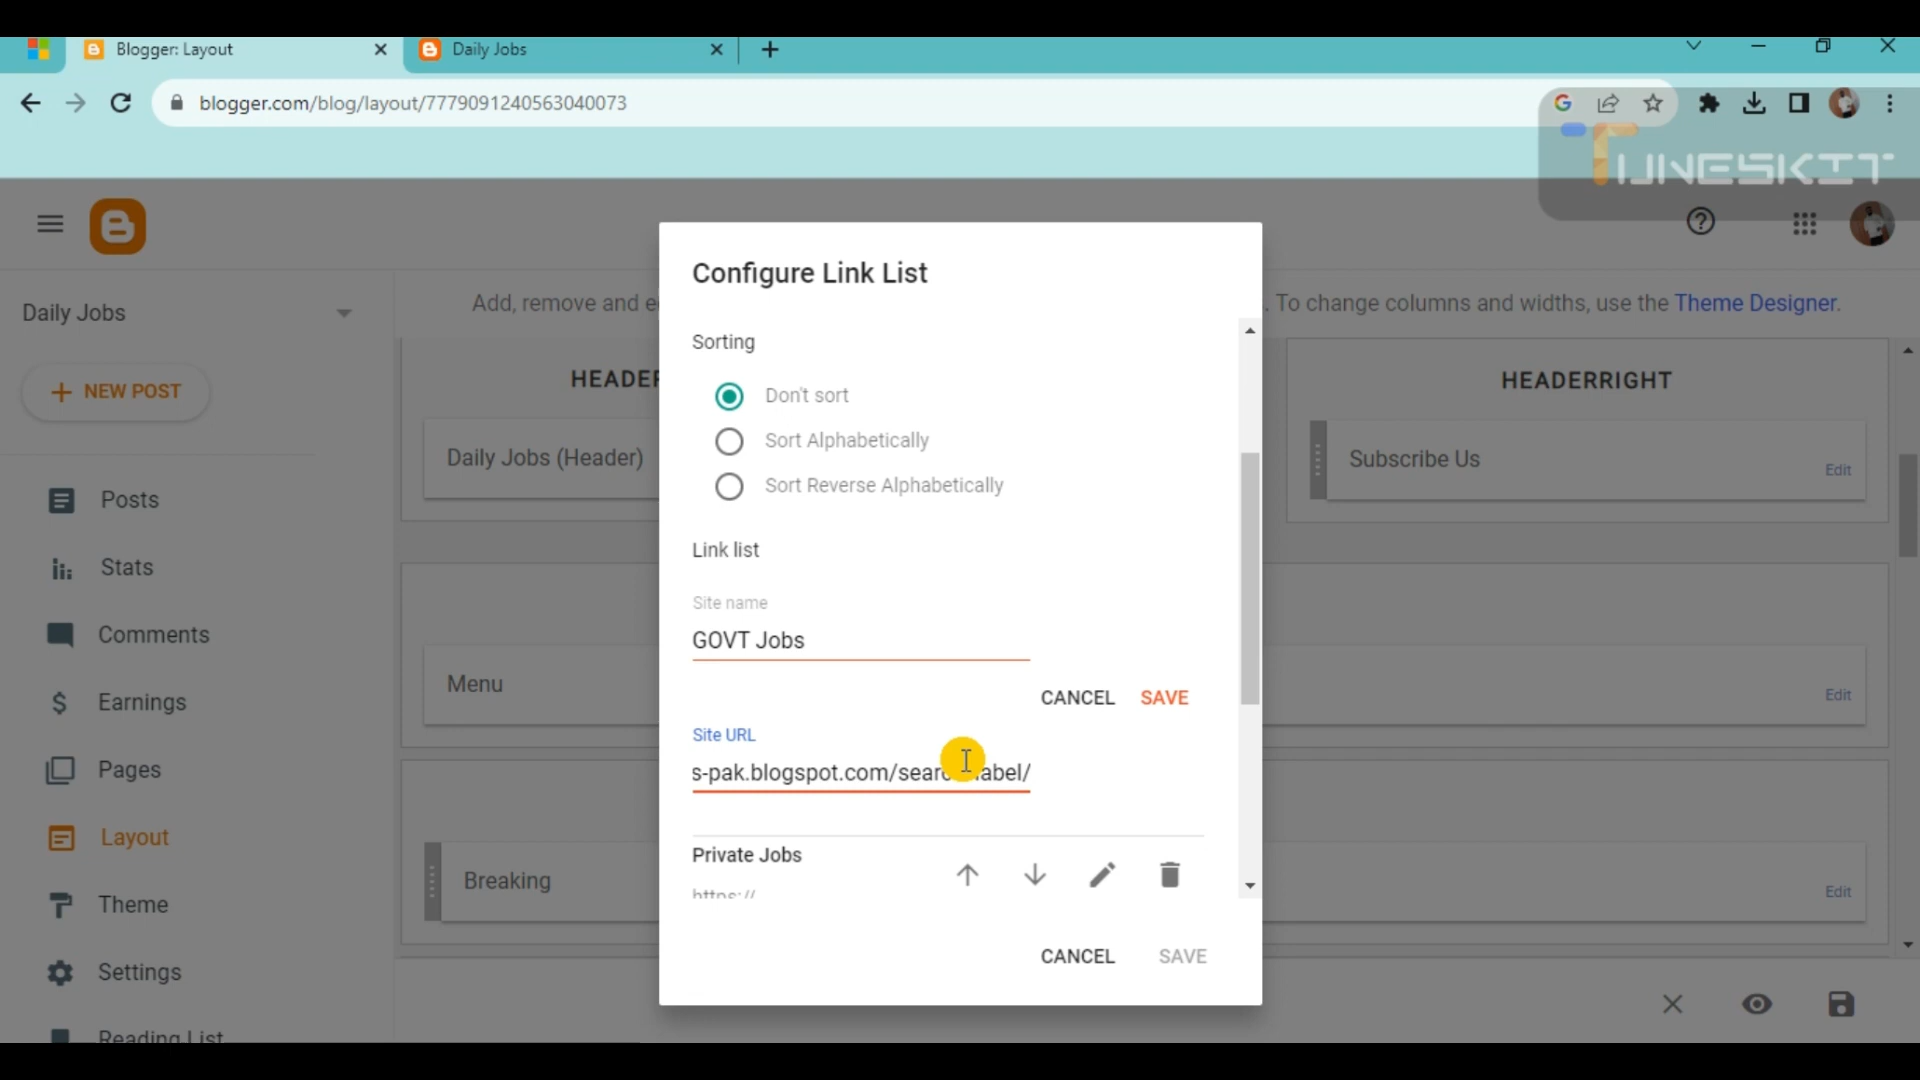 Blogger: Layout
Daily Jobs
blogger.com/blog/layout/7779091240563040073
TUNESKIT
Configure Link List
Daily Jobs
Add, remove and e
. To change columns and widths, use the Theme Designer.
Sorting
NEW POST
HEADER
HEADERRIGHT
Don't sort
Sort Alphabetically
Daily Jobs (Header)
Subscribe Us
Edit
Sort Reverse Alphabetically
Posts
Link list
Stats
Site name
Comments
GOVT Jobs
Menu
Edit
CANCEL SAVE
Earnings
Site URL
Pages
s-pak.blogspot.com/sear abel/
Layout
Private Jobs
Breaking
Edit
https://
Theme
CANCEL SAVE
Settings
Reading List